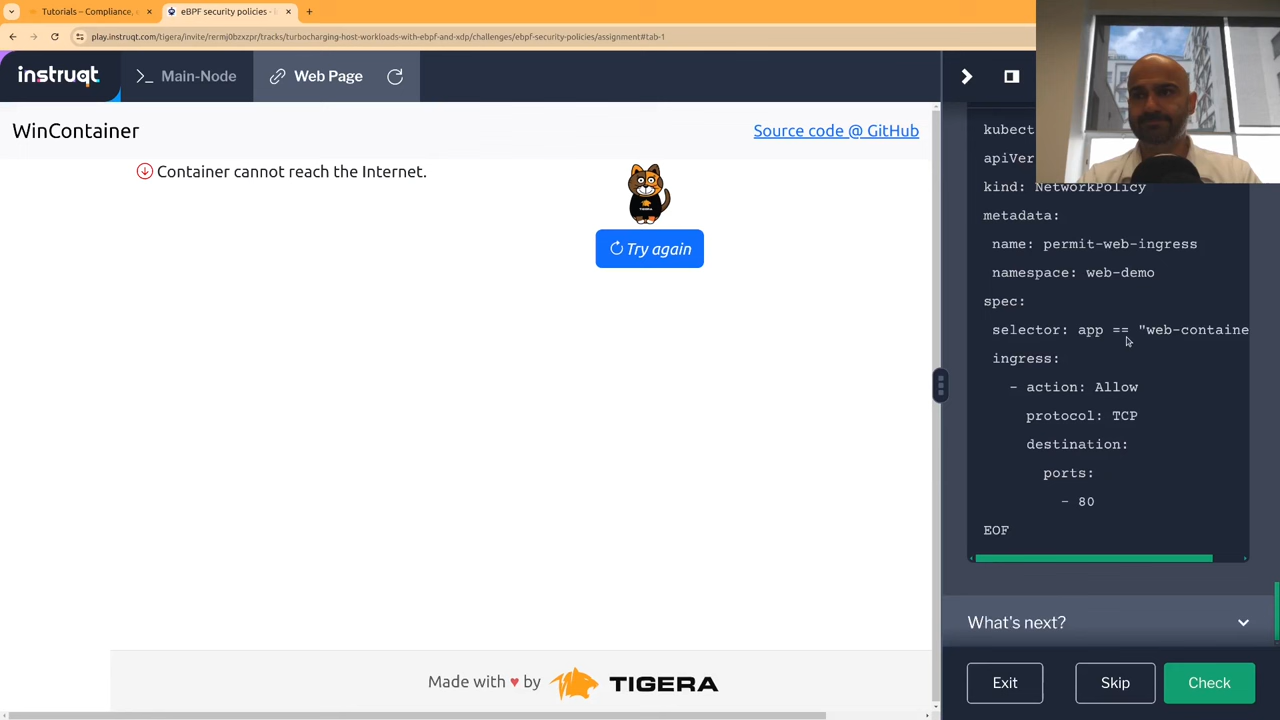 Tutorials – Compliance,
eBPF security policies -
play.instruqt.com/tigera/invite/rermj0bzxzpr/tracks/turbocharging-host-workloads-with-ebpf-and-xdp/challenges/ebpf-security-policies/assignment#tab-1
instruqt
Main-Node
Web Page
WinContainer
Source code @ GitHub
Container cannot reach the Internet.
TIGERA
Try again
Made with ♥ by TIGERA
kubect
apiVer
kind: NetworkPolicy
metadata:
name: permit-web-ingress
namespace: web-demo
spec:
selector: app == "web-containe
ingress:
- action: Allow
protocol: TCP
destination:
ports:
- 80
EOF
What's next?
Exit
Skip
Check